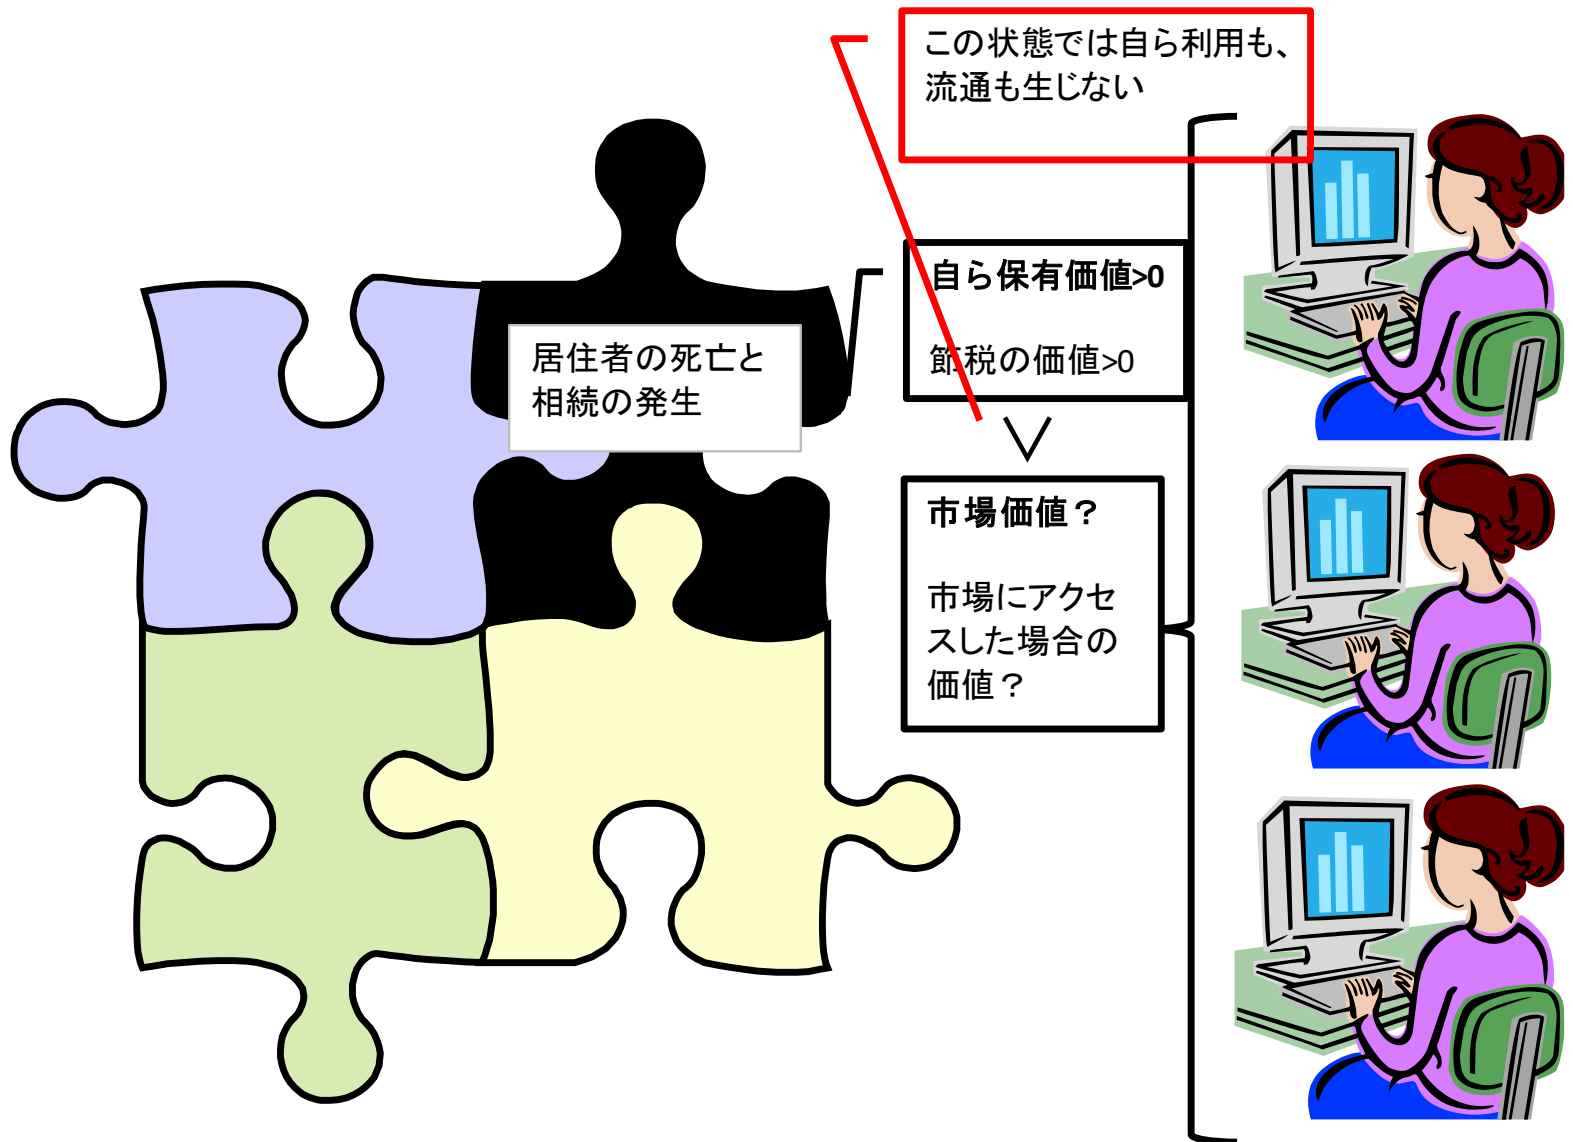 この状態では自ら利用も、
流通も生じない
自ら保有価値>0
節税の価値>0
居住者の死亡と
相続の発生
市場価値？
市場にアクセ
スした場合の
価値？